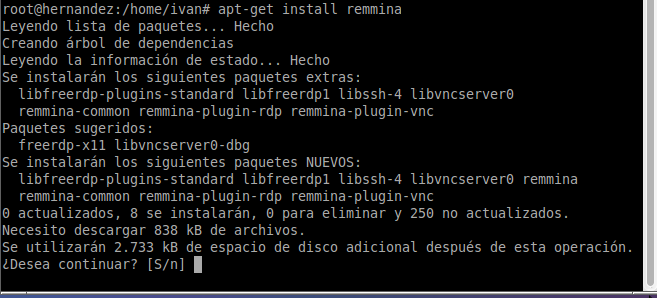 root@hernandez:/home/ivan# apt-get install remmina
Leyendo lista de paquetes... Hecho
Creando árbol de dependencias
Leyendo la información de estado... Hecho
Se instalarán los siguientes paquetes extras:
  libfreerdp-plugins-standard libfreerdp1 libssh-4 libvncserver0
  remmina-common remmina-plugin-rdp remmina-plugin-vnc
Paquetes sugeridos:
  freerdp-x11 libvncserver0-dbg
Se instalarán los siguientes paquetes NUEVOS:
  libfreerdp-plugins-standard libfreerdp1 libssh-4 libvncserver0 remmina
  remmina-common remmina-plugin-rdp remmina-plugin-vnc
0 actualizados, 8 se instalarán, 0 para eliminar y 250 no actualizados.
Necesito descargar 838 kB de archivos.
Se utilizarán 2.733 kB de espacio de disco adicional después de esta operación.
¿Desea continuar? [S/n]